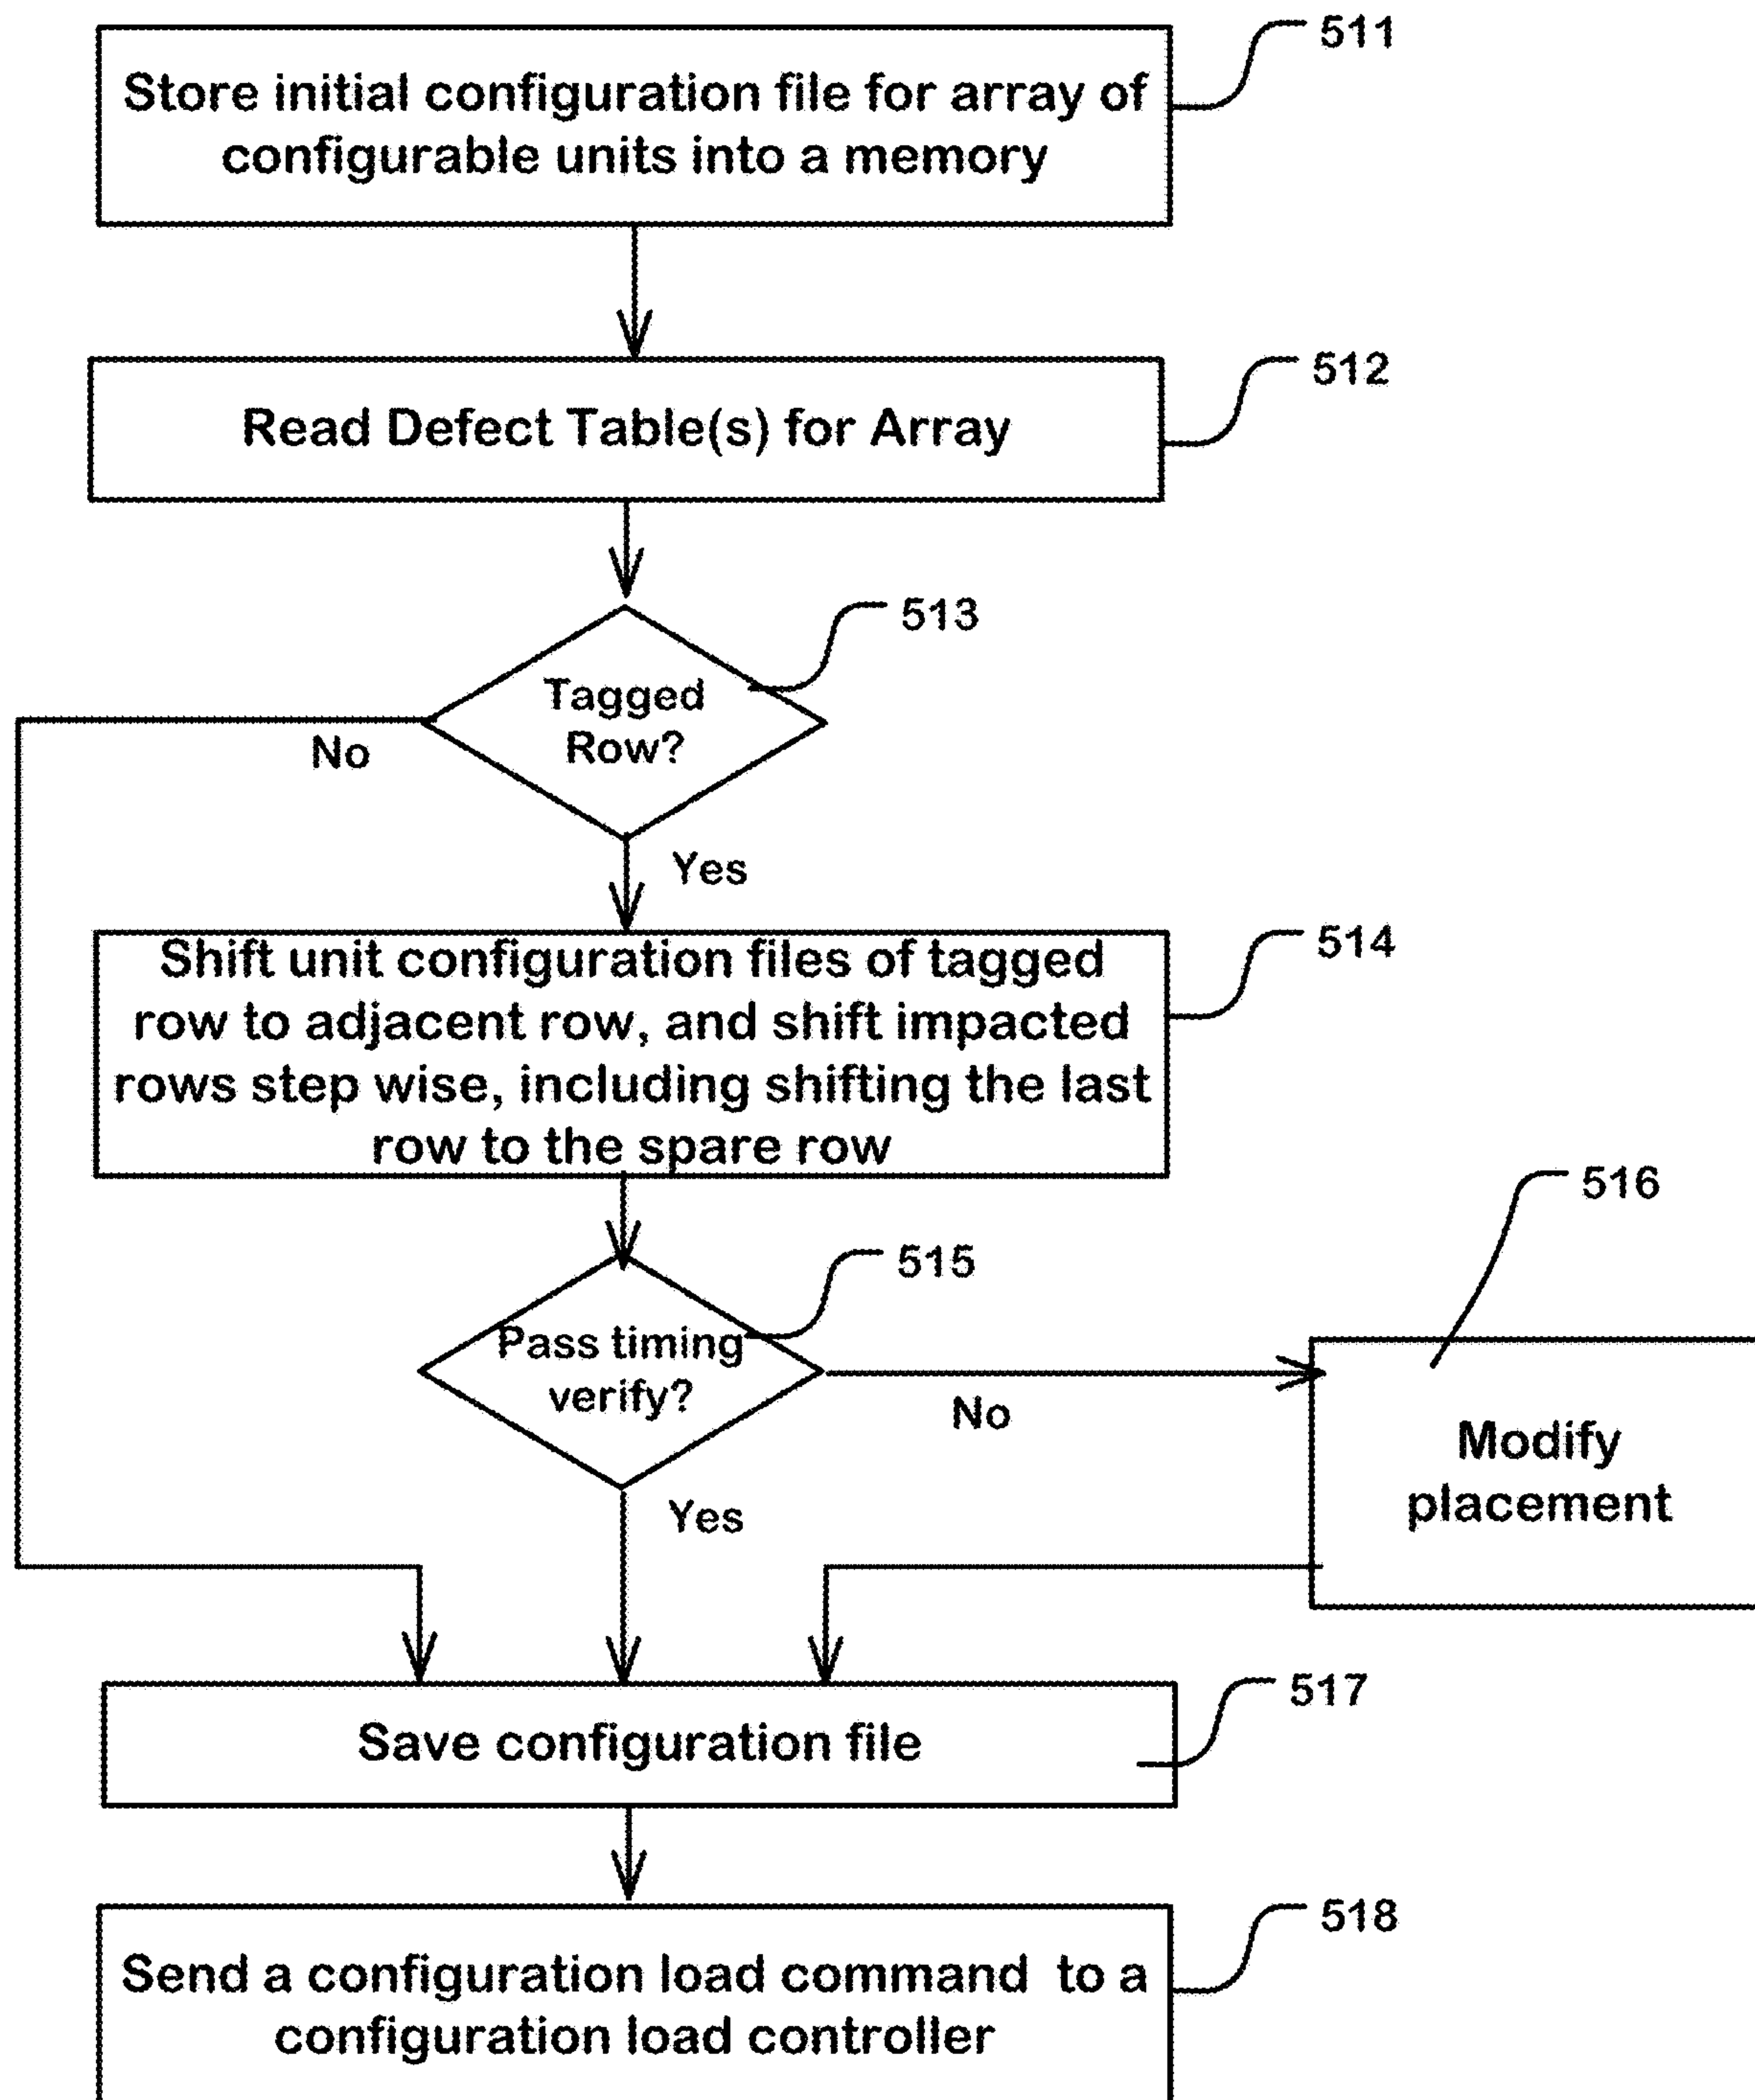 511
Store initial configuration file for array of
configurable units into a memory
512
Read Defect Table(s) for Array
513
Tagged
Row?
No
Yes
514
Shift unit configuration files of tagged
row to adjacent row, and shift impacted
rows step wise, including shifting the last
row to the spare row
516
515
Pass timing
verify?
No
Modify
placement
Yes
517
Save configuration file
518
Send a configuration load command to a
configuration load controller